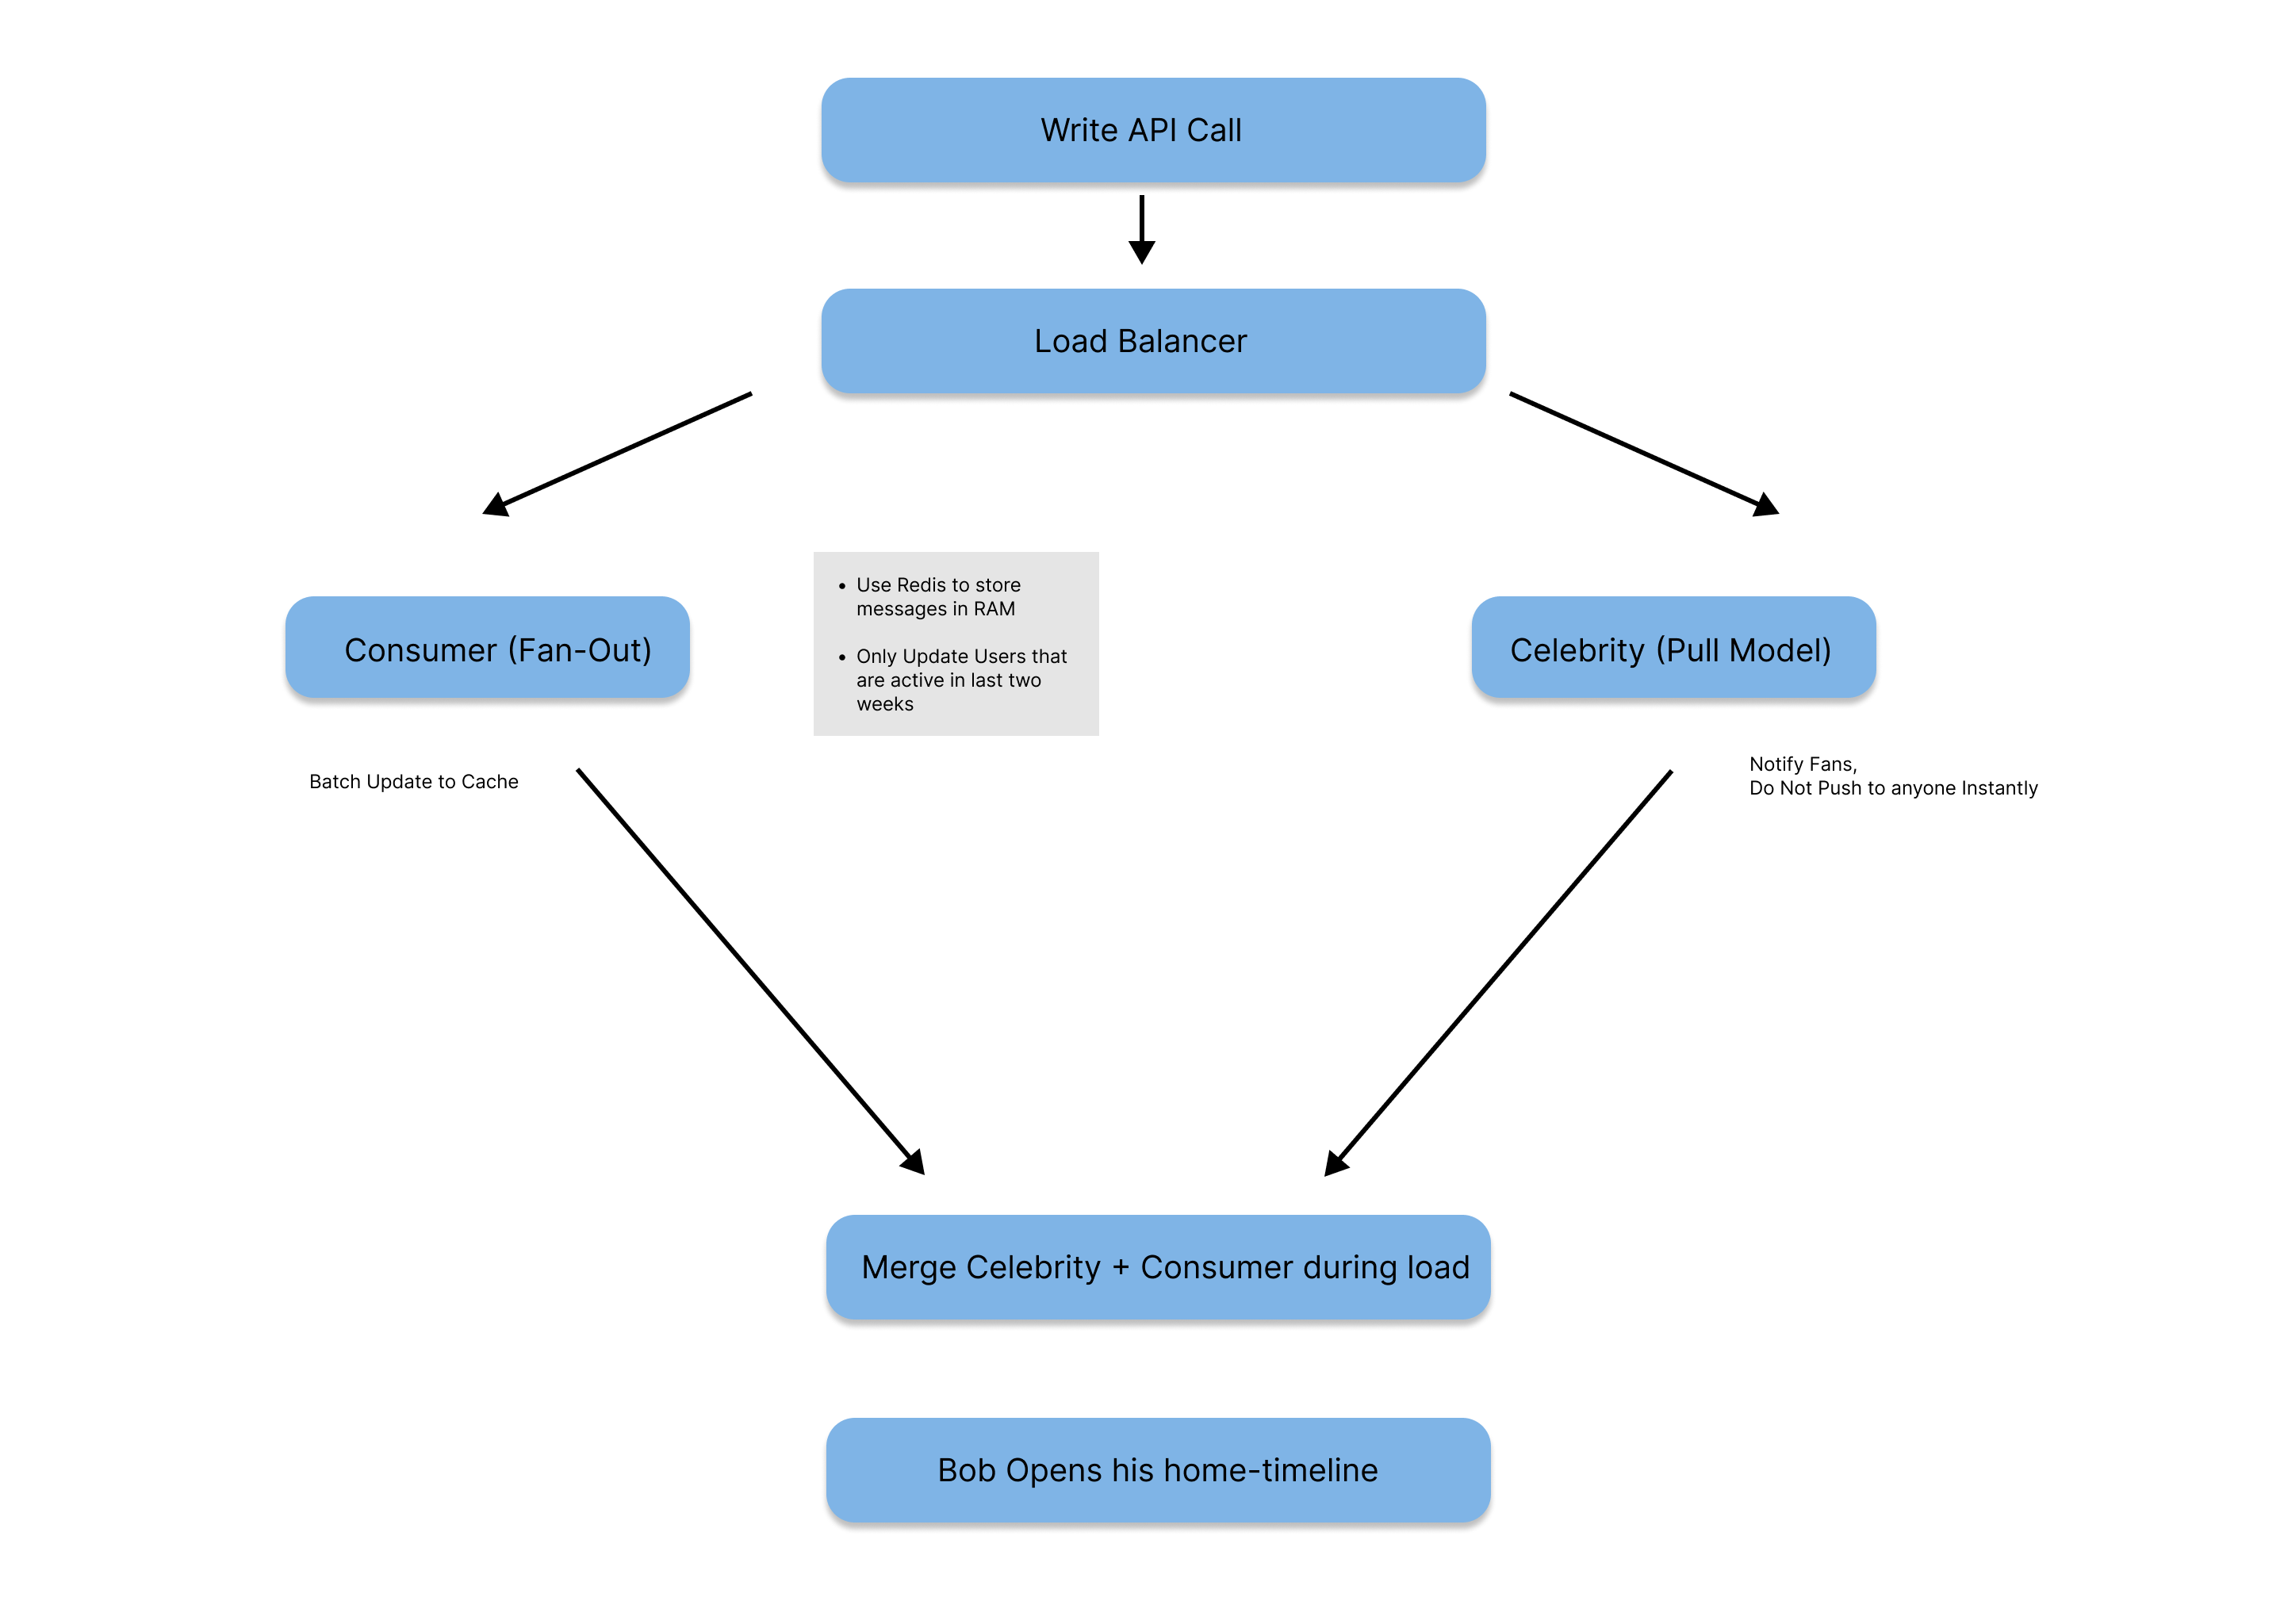 Write API Call
Load Balancer
Consumer (Fan-Out)
• Use Redis to store
messages in RAM
• Only Update Users that
are active in last two
weeks
Celebrity (Pull Model)
Batch Update to Cache
Notify Fans,
Do Not Push to anyone Instantly
Merge Celebrity + Consumer during load
Bob Opens his home-timeline